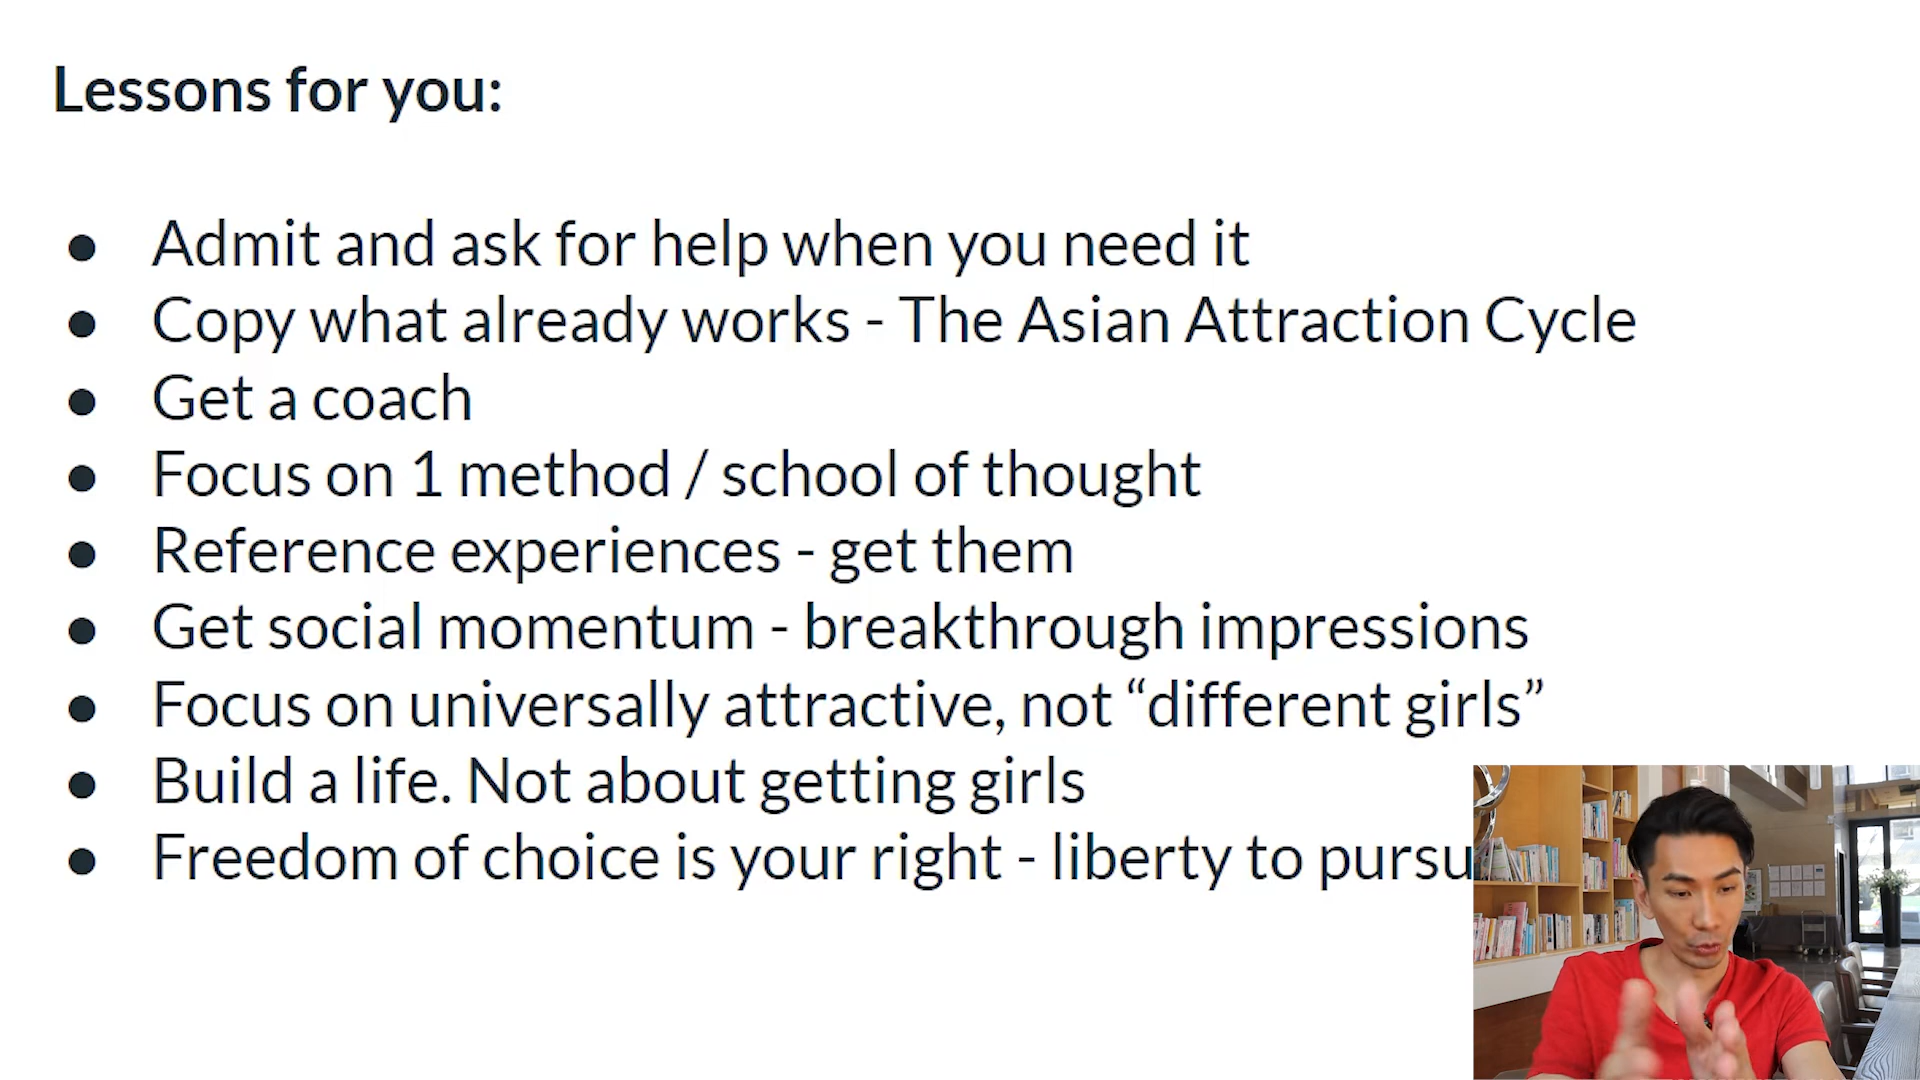 Lessons for you:
● Admit and ask for help when you need it
● Copy what already works - The Asian Attraction Cycle
● Get a coach
● Focus on 1 method / school of thought
● Reference experiences - get them
● Get social momentum - breakthrough impressions
● Focus on universally attractive, not “different girls”
● Build a life. Not about getting girls
● Freedom of choice is your right - liberty to pursu